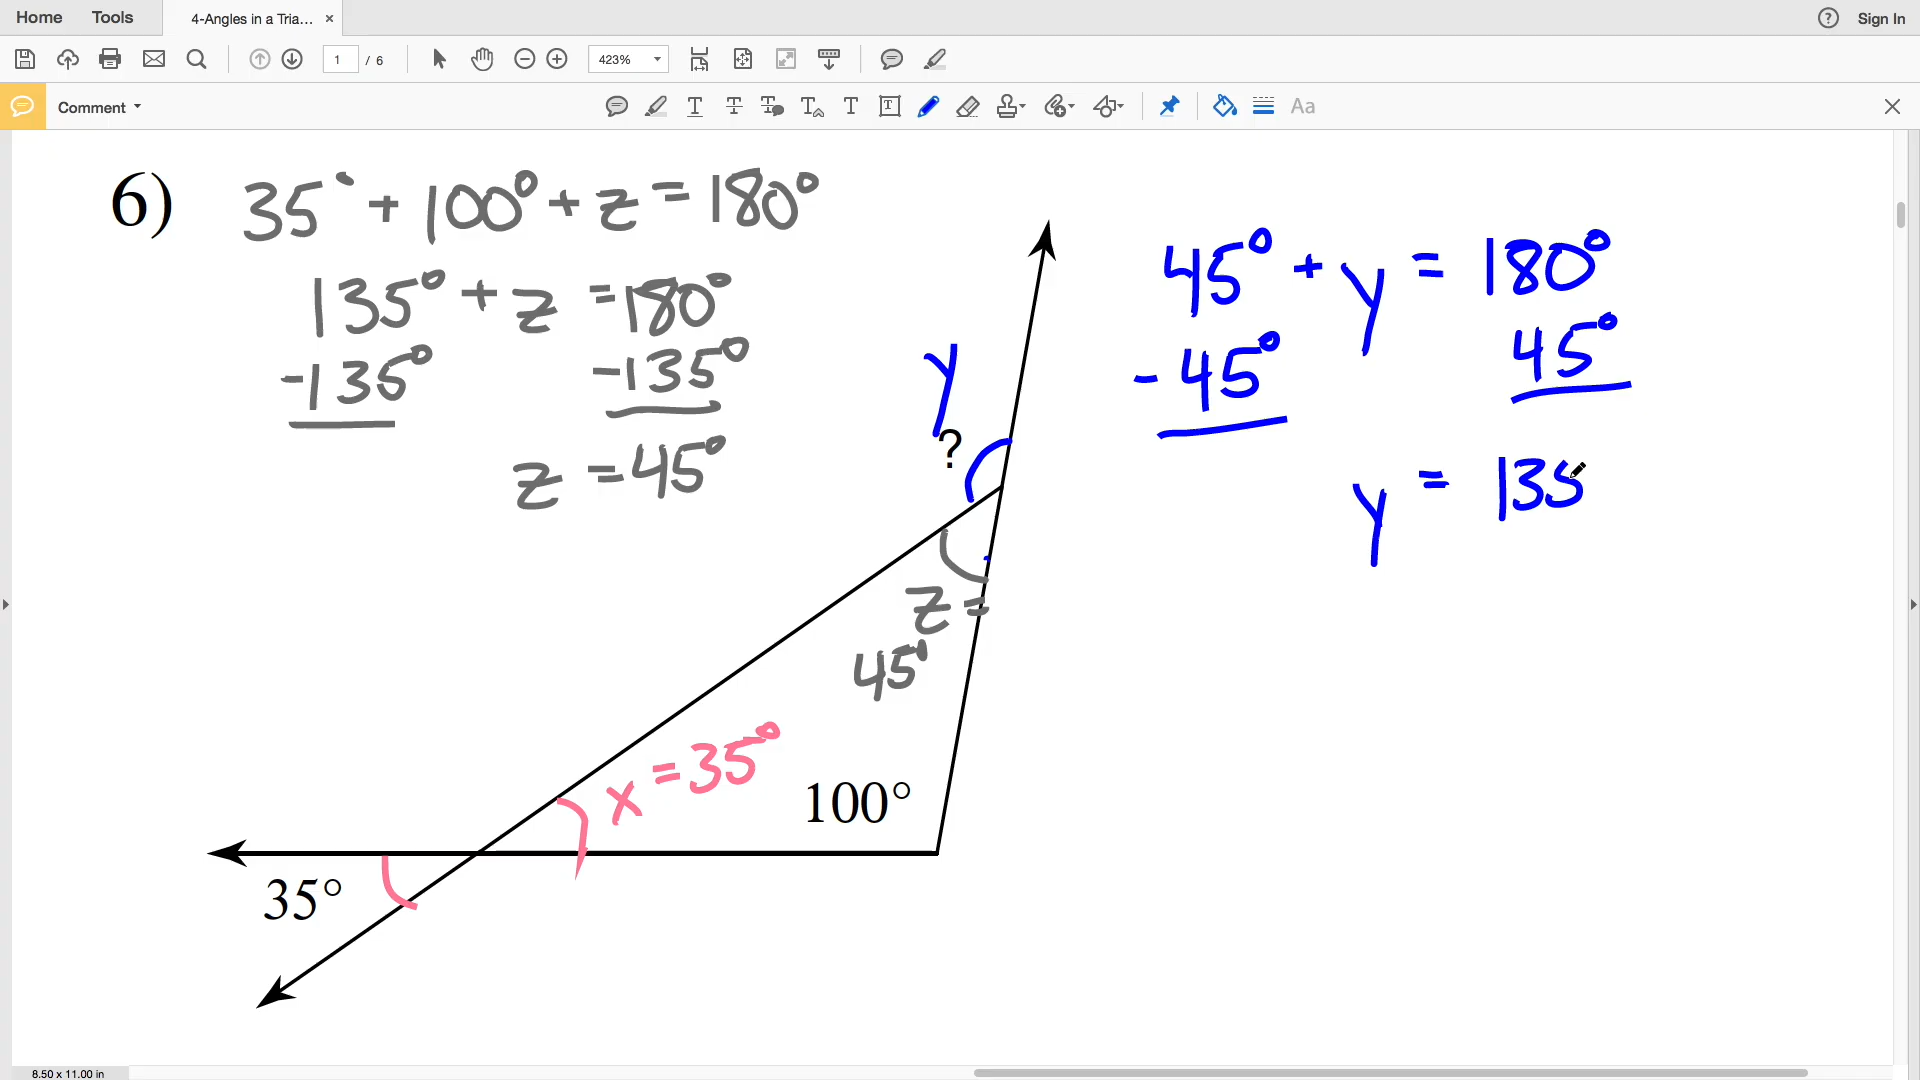 Home Tools 4-Angles in a Tria... × ? Sign In
1 / 6 423%
Comment Aa
6) 35° + 100° + z = 180°
135° + z = 180°
-135° -135°
z = 45°
45° + y = 180°
- 45° 45°
y = 135
y
?
z =
45°
x = 35°
100°
35°
8.50 x 11.00 in